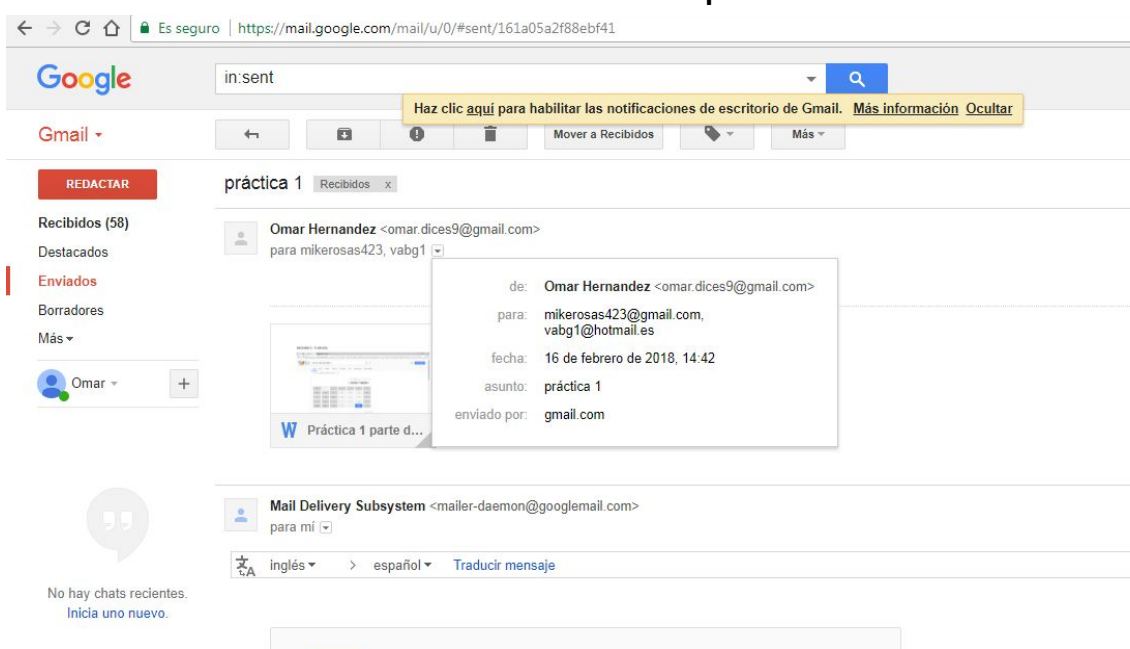 Es seguro | https://mail.google.com/mail/u/0/#sent/161a05a2f88ebf41
Google
in:sent
Haz clic aquí para habilitar las notificaciones de escritorio de Gmail. Más información Ocultar
Gmail
Mover a Recibidos
Más
REDACTAR
práctica 1 Recibidos x
Recibidos (58)
Destacados
Enviados
Borradores
Más
Omar
+
Omar Hernandez <omar.dices9@gmail.com>
para mikerosas423, vabg1
de: Omar Hernandez <omar.dices9@gmail.com>
para: mikerosas423@gmail.com,
vabg1@hotmail.es
fecha: 16 de febrero de 2018, 14:42
asunto: práctica 1
enviado por: gmail.com
W Práctica 1 parte d...
Mail Delivery Subsystem <mailer-daemon@googlemail.com>
para mí
inglés > español Traducir mensaje
No hay chats recientes.
Inicia uno nuevo.